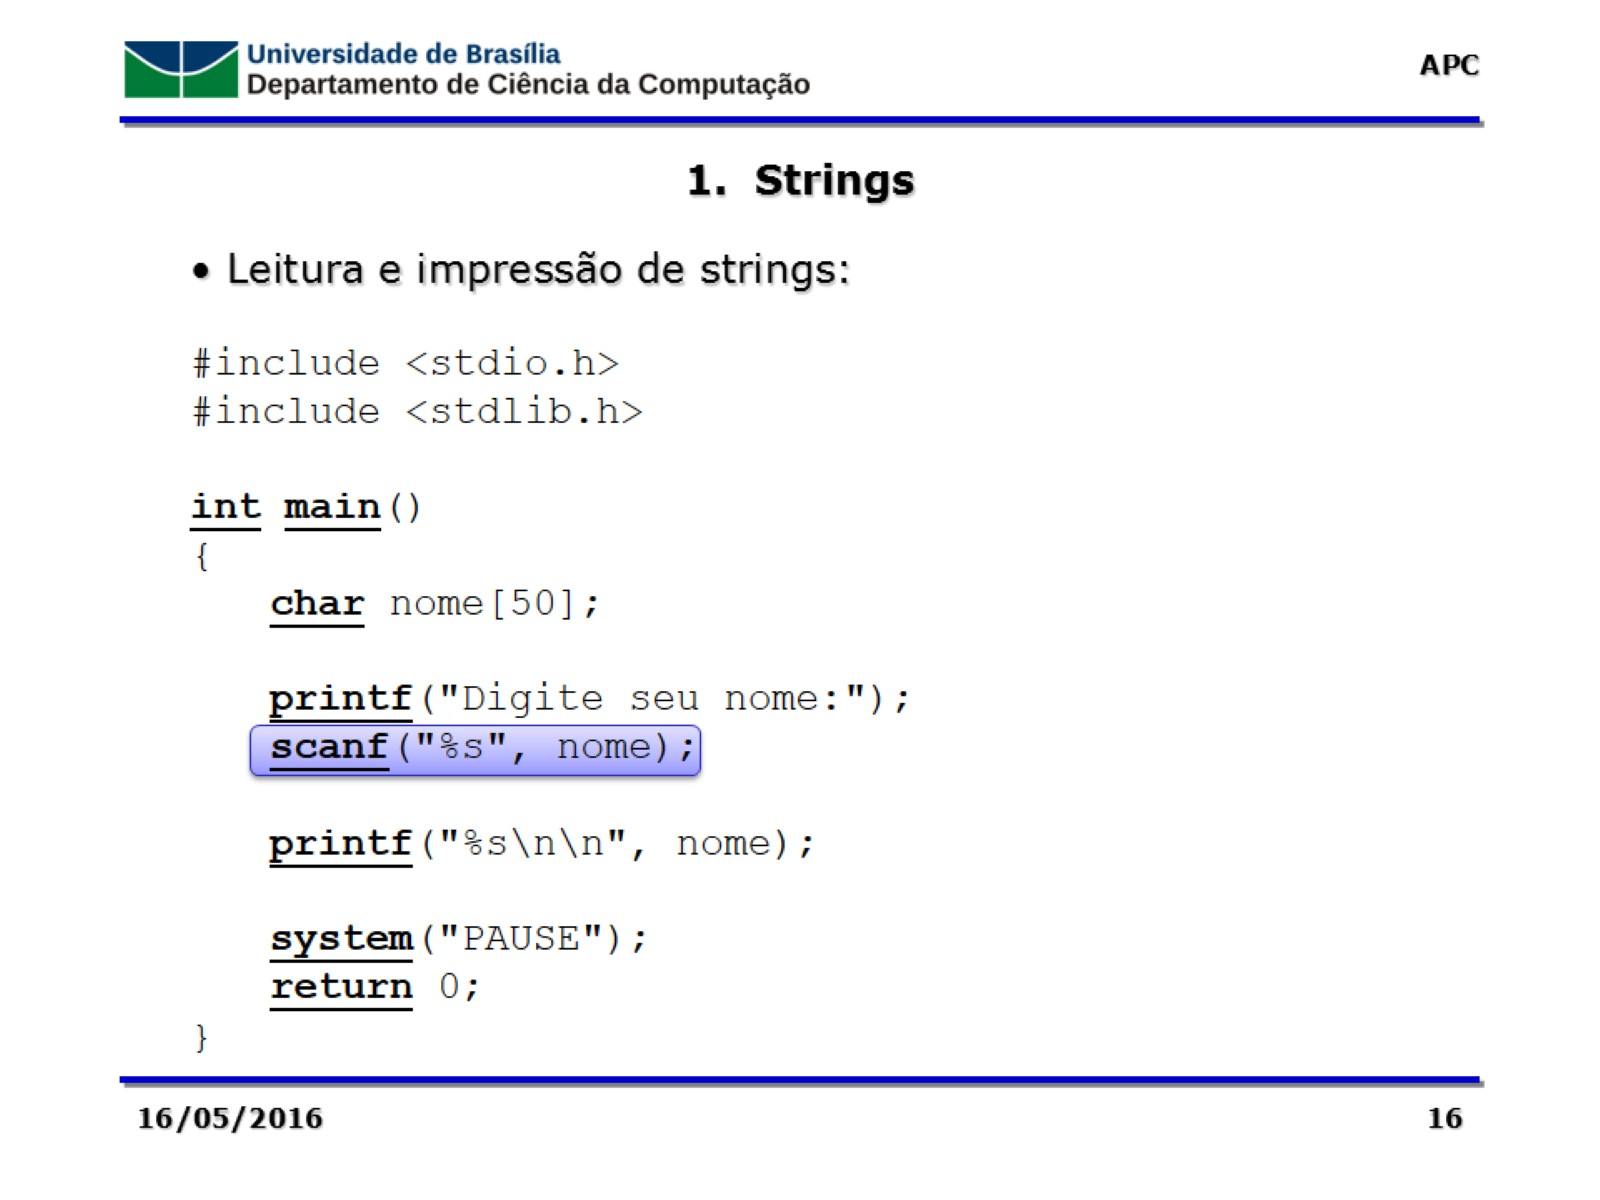 Universidade de Brasília
Departamento de Ciência da Computação
APC
1. Strings
• Leitura e impressão de strings:
#include <stdio.h>
#include <stdlib.h>
int main()
{
char nome[50];
printf("Digite seu nome:");
scanf("%s", nome);
printf("%s\n\n", nome);
system("PAUSE");
return 0;
}
16/05/2016
16